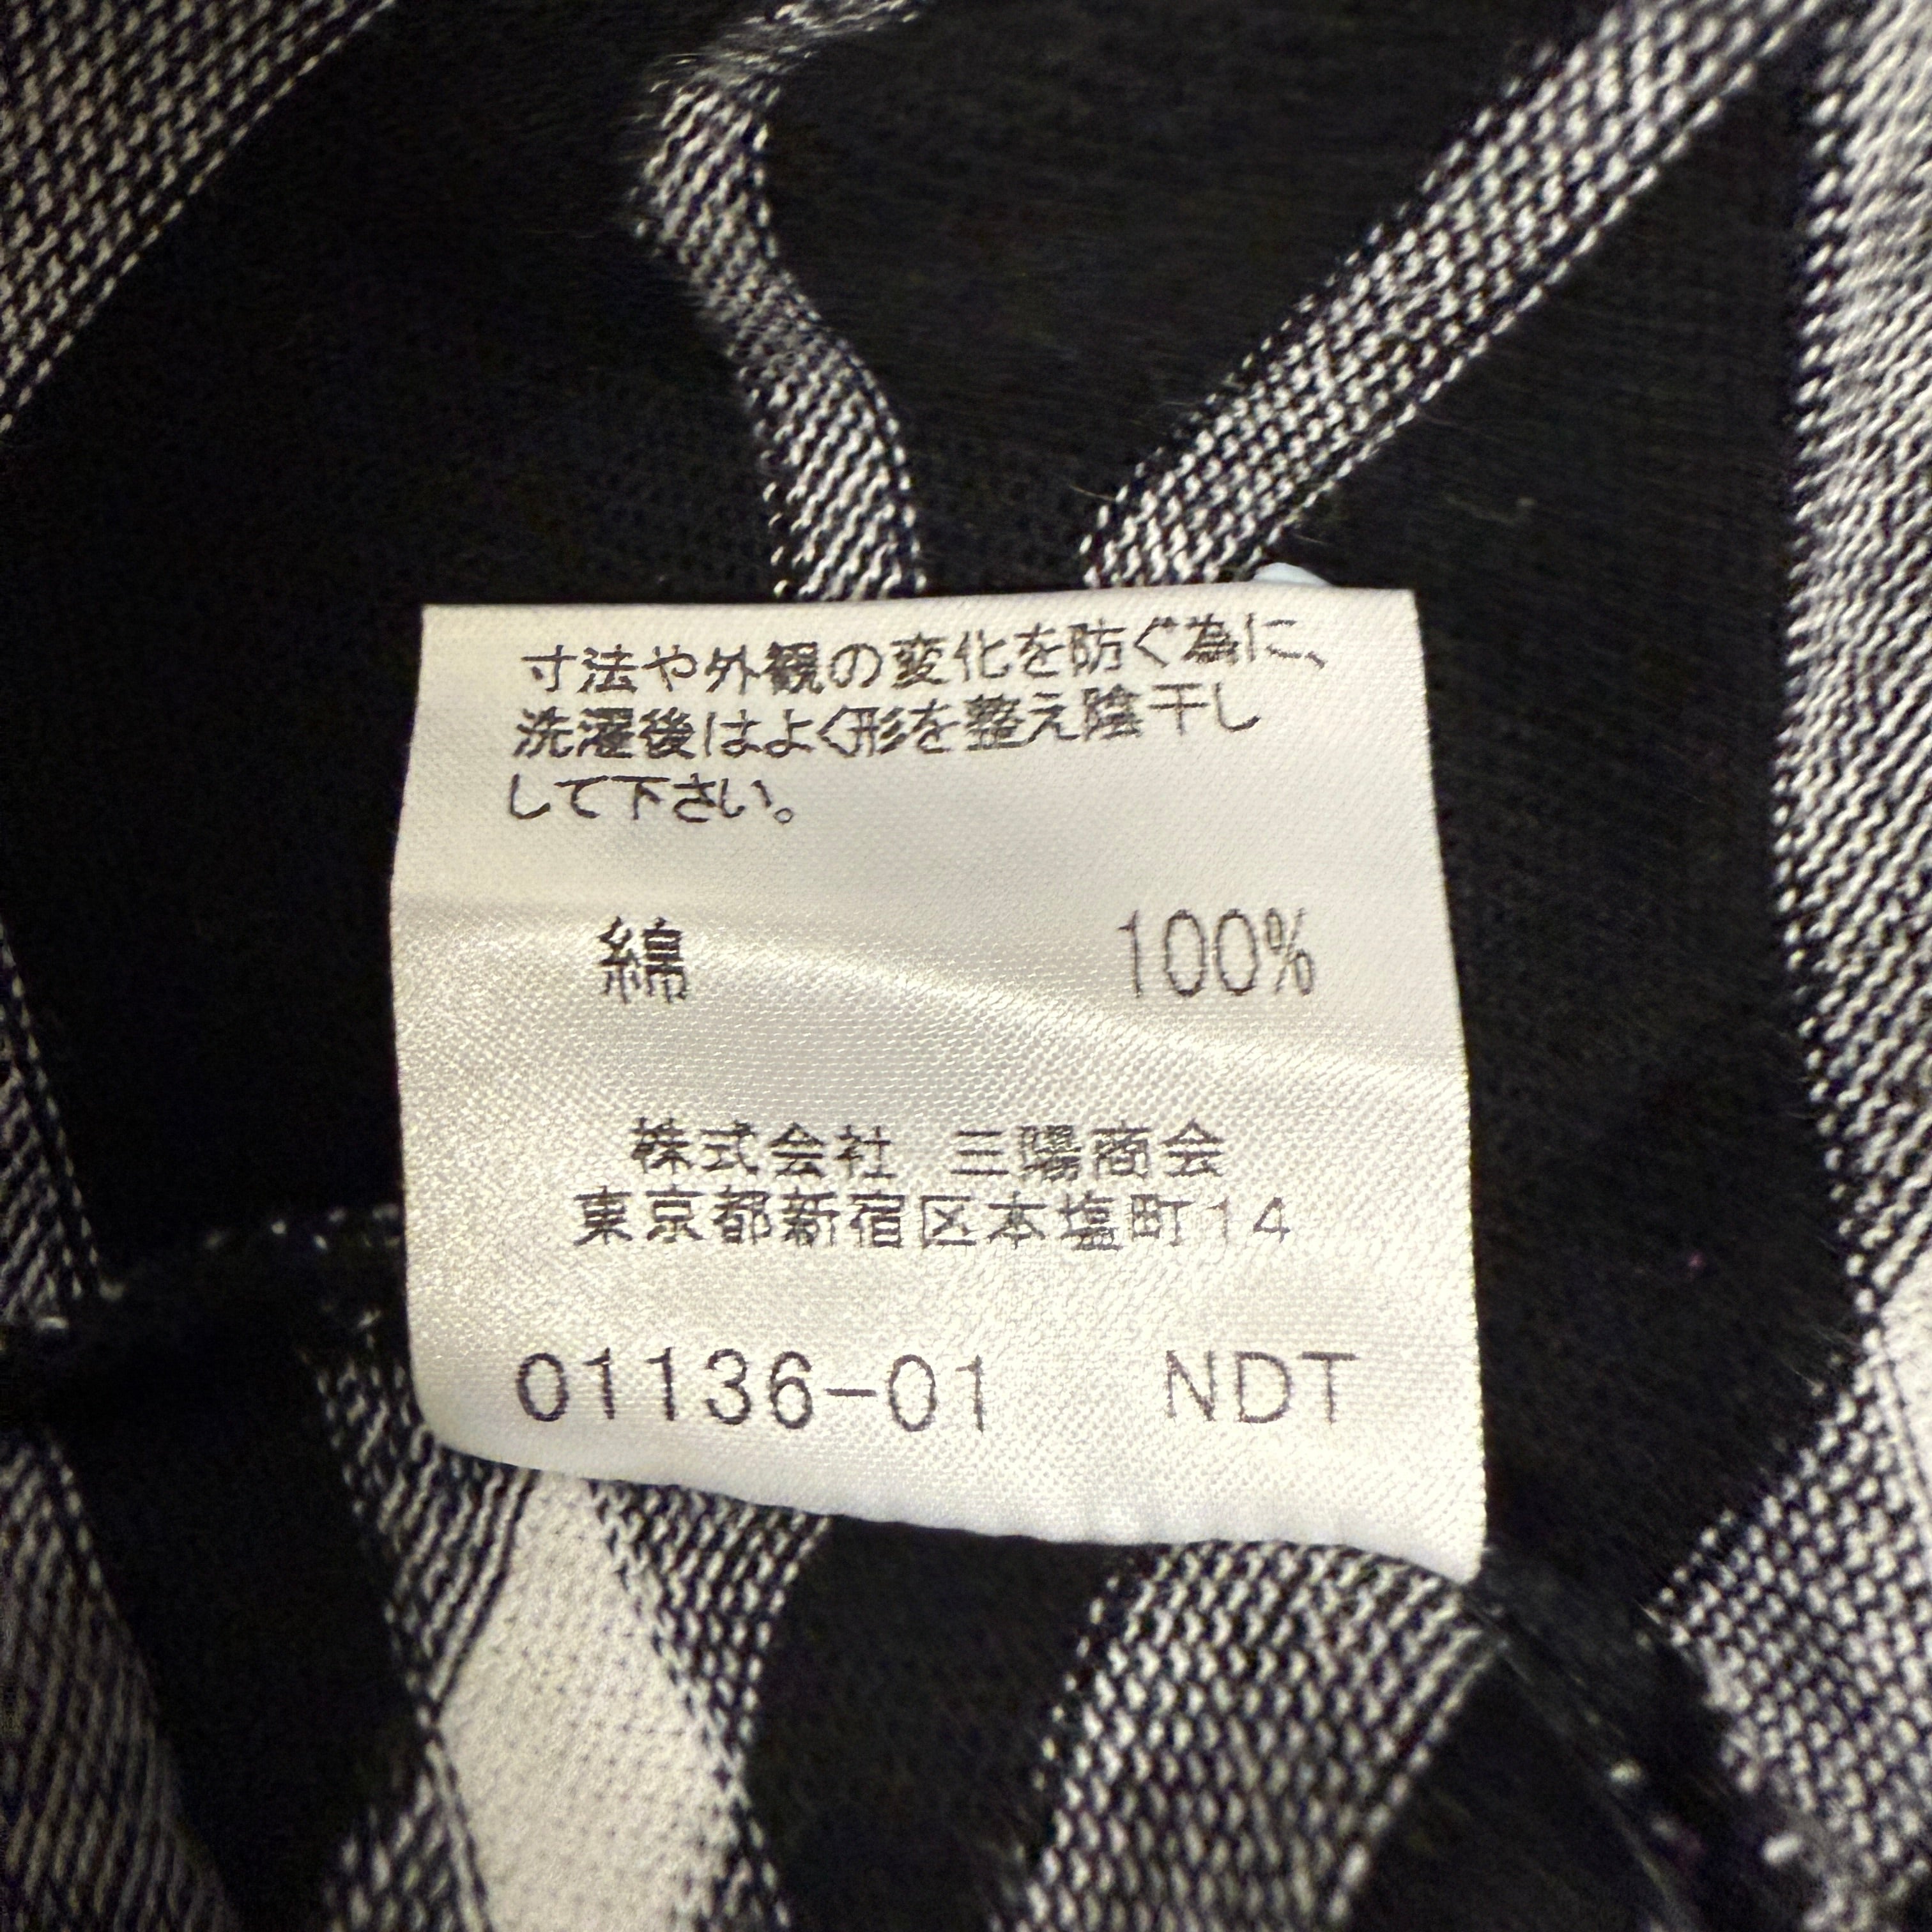 寸法や外観の変化を防ぐ為に、
洗濯後はよく形を整え陰干し
して下さい。
綿 100%
株式会社 三陽商会
東京都新宿区本塩町14
01136-01 NDT